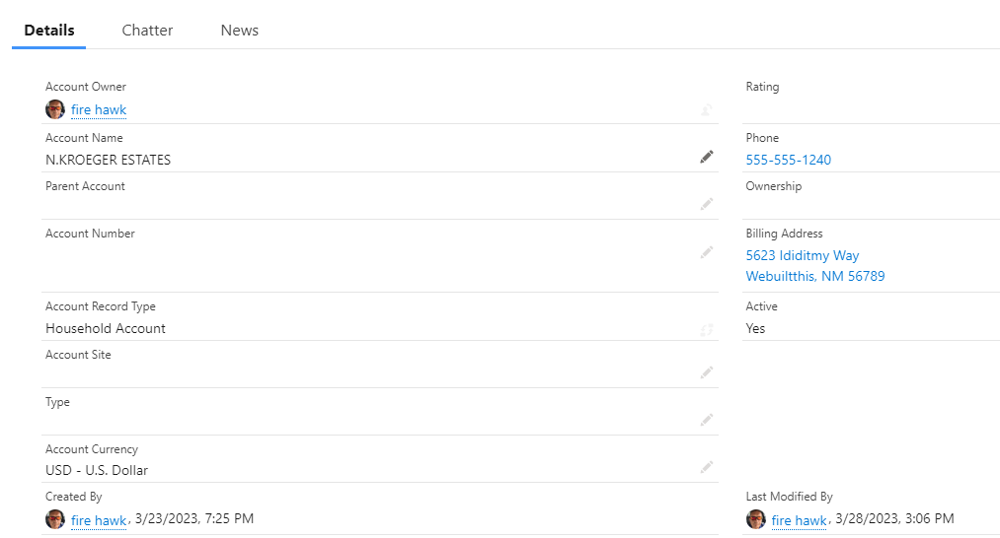 Details Chatter News
Account Owner
fire hawk
Rating
Account Name
N.KROEGER ESTATES
Phone
555-555-1240
Parent Account
Ownership
Account Number
Billing Address
5623 Ididitmy Way
Webuiltthis, NM 56789
Account Record Type
Household Account
Active
Yes
Account Site
Type
Account Currency
USD - U.S. Dollar
Created By
fire hawk, 3/23/2023, 7:25 PM
Last Modified By
fire hawk, 3/28/2023, 3:06 PM